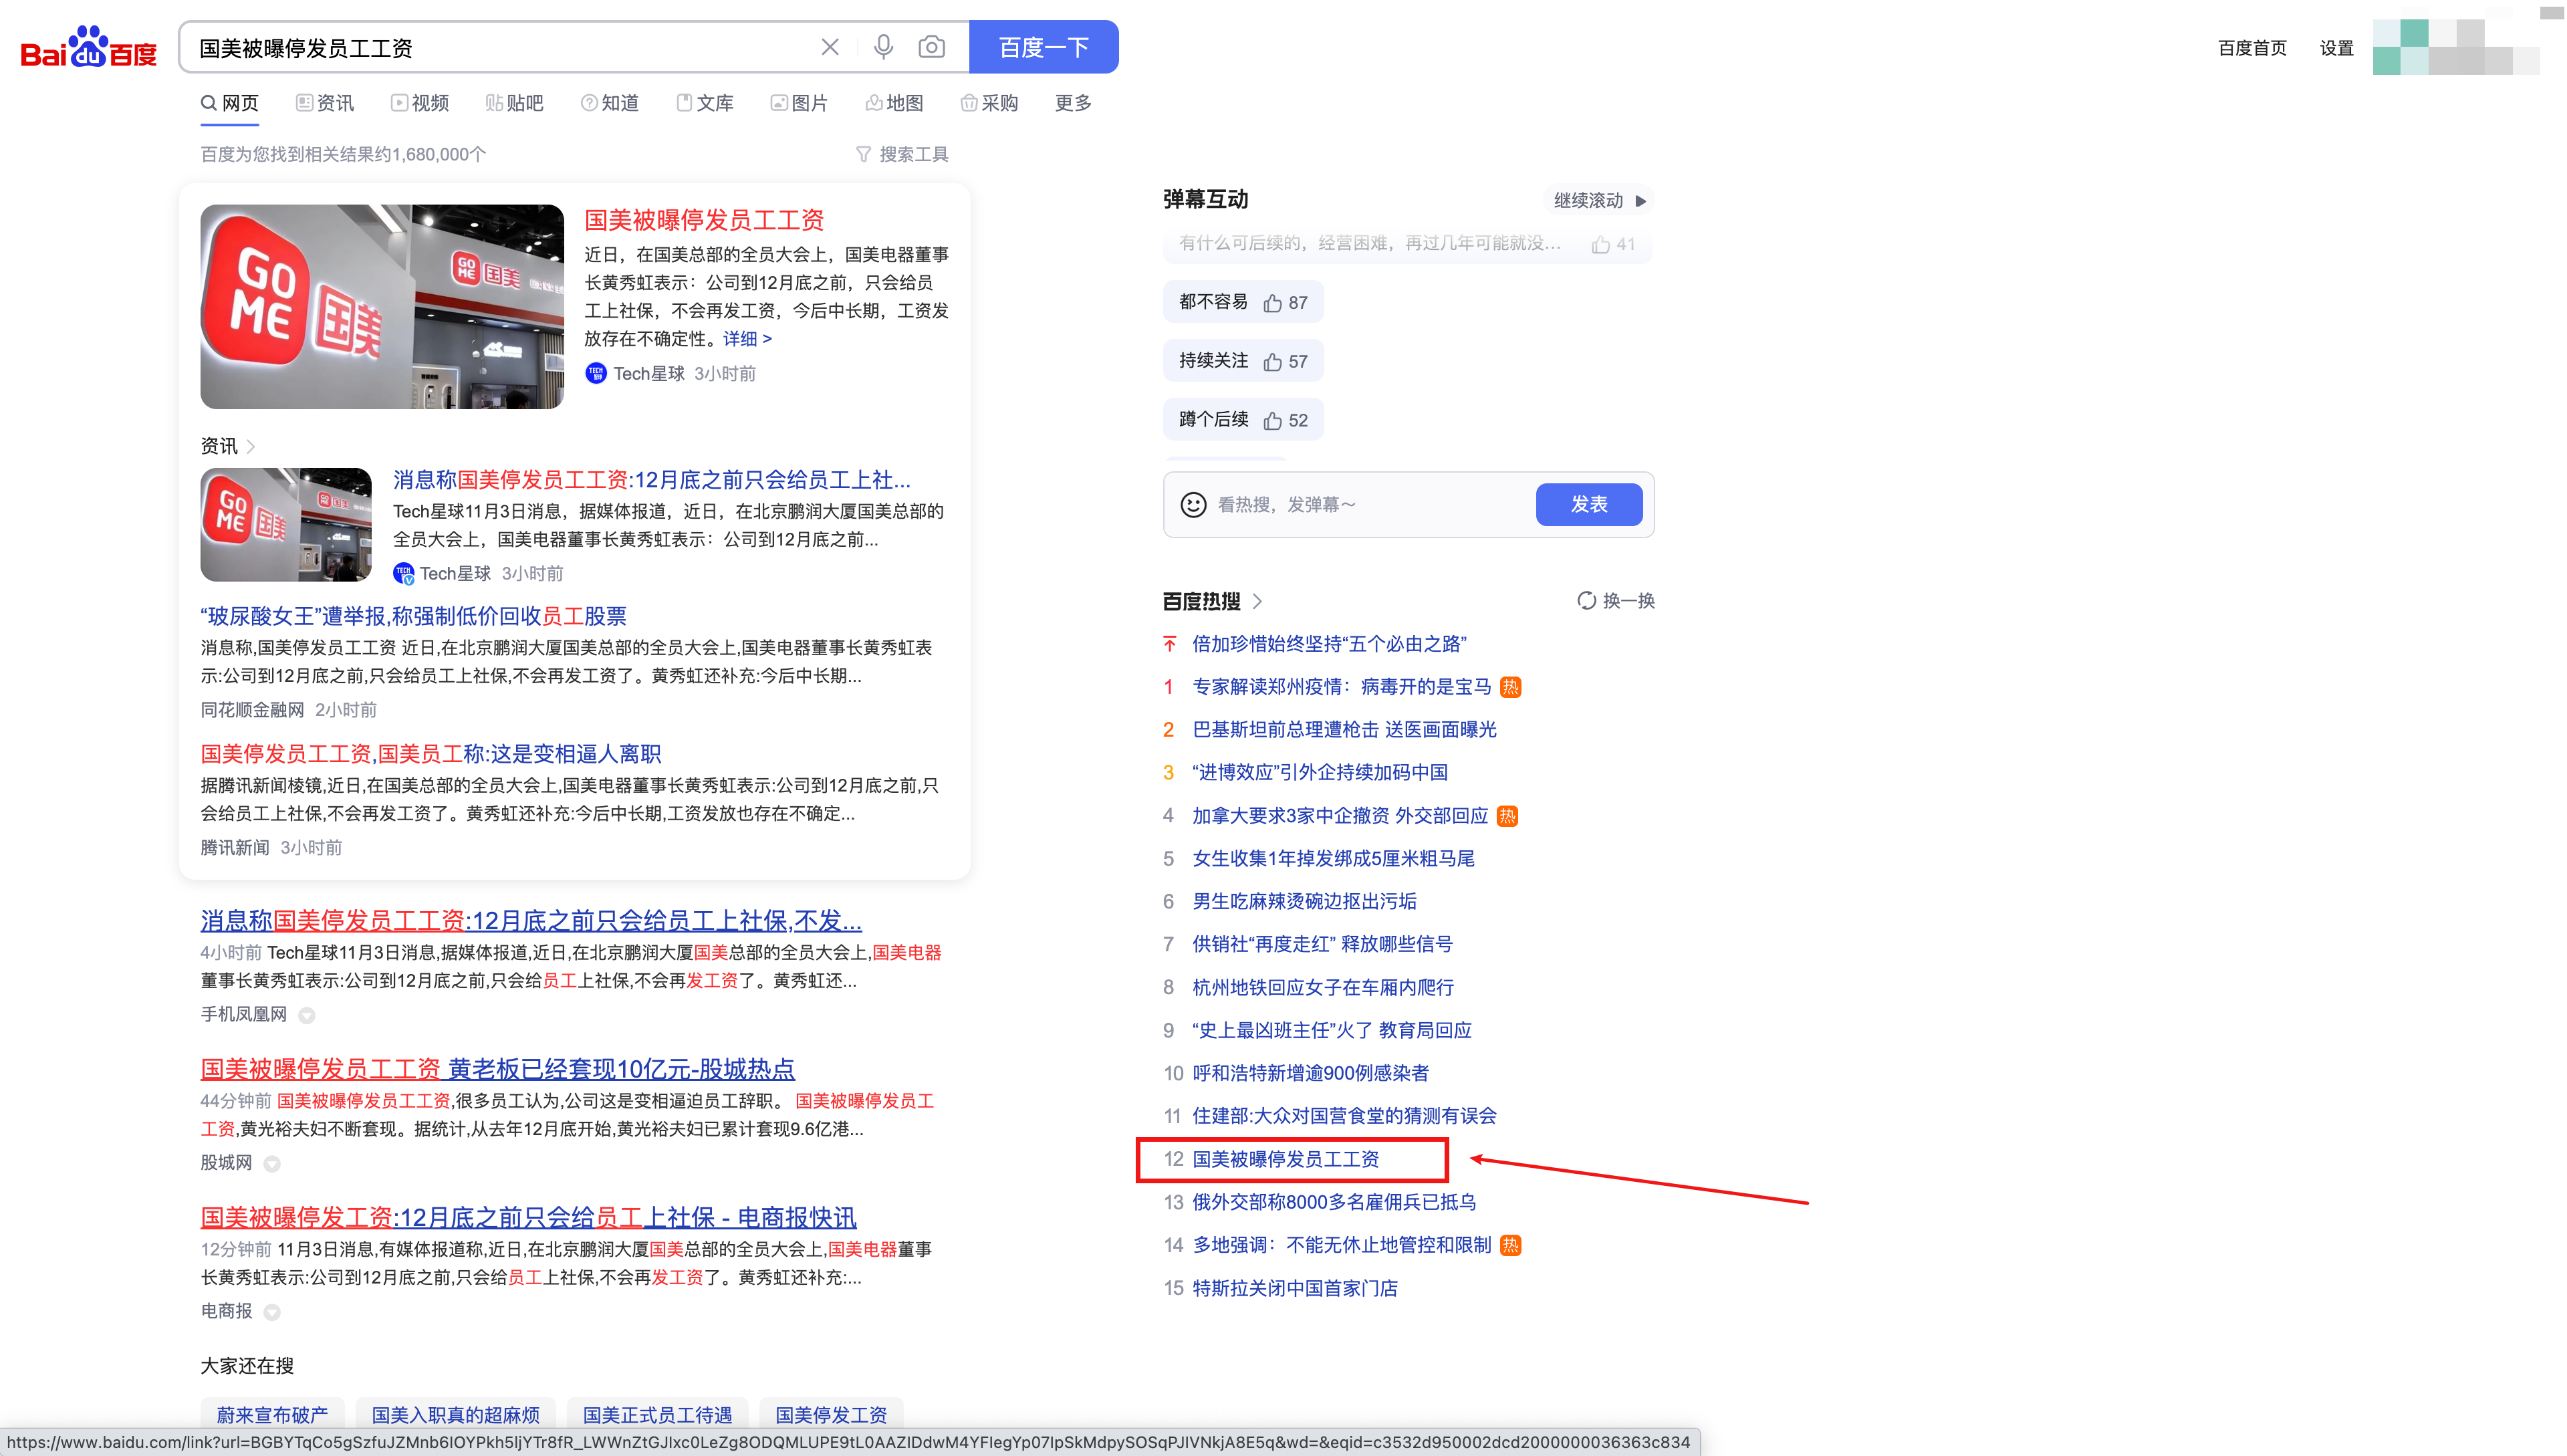 Bai du 百度
国美被曝停发员工工资
百度一下
百度首页 设置
网页 资讯 视频 贴吧 知道 文库 图片 地图 采购 更多
百度为您找到相关结果约1,680,000个
搜索工具
GO ME 国美
GO ME 国美
国美被曝停发员工工资
近日，在国美总部的全员大会上，国美电器董事
长黄秀虹表示：公司到12月底之前，只会给员
工上社保，不会再发工资，今后中长期，工资发
放存在不确定性。详细 >
TECH星球 Tech星球 3小时前
资讯
GO ME 国美
消息称国美停发员工工资:12月底之前只会给员工上社...
Tech星球11月3日消息，据媒体报道，近日，在北京鹏润大厦国美总部的
全员大会上，国美电器董事长黄秀虹表示：公司到12月底之前...
Tech星球 3小时前
“玻尿酸女王”遭举报,称强制低价回收员工股票
消息称,国美停发员工工资 近日,在北京鹏润大厦国美总部的全员大会上,国美电器董事长黄秀虹表
示:公司到12月底之前,只会给员工上社保,不会再发工资了。黄秀虹还补充:今后中长期...
同花顺金融网 2小时前
国美停发员工工资,国美员工称:这是变相逼人离职
据腾讯新闻棱镜,近日,在国美总部的全员大会上,国美电器董事长黄秀虹表示:公司到12月底之前,只
会给员工上社保,不会再发工资了。黄秀虹还补充:今后中长期,工资发放也存在不确定...
腾讯新闻 3小时前
消息称国美停发员工工资:12月底之前只会给员工上社保,不发...
4小时前 Tech星球11月3日消息,据媒体报道,近日,在北京鹏润大厦国美总部的全员大会上,国美电器
董事长黄秀虹表示:公司到12月底之前,只会给员工上社保,不会再发工资了。黄秀虹还...
手机凤凰网
国美被曝停发员工工资 黄老板已经套现10亿元-股城热点
44分钟前 国美被曝停发员工工资,很多员工认为,公司这是变相逼迫员工辞职。 国美被曝停发员工
工资,黄光裕夫妇不断套现。据统计,从去年12月底开始,黄光裕夫妇已累计套现9.6亿港...
股城网
国美被曝停发工资:12月底之前只会给员工上社保 - 电商报快讯
12分钟前 11月3日消息,有媒体报道称,近日,在北京鹏润大厦国美总部的全员大会上,国美电器董事
长黄秀虹表示:公司到12月底之前,只会给员工上社保,不会再发工资了。黄秀虹还补充:...
电商报
大家还在搜
蔚来宣布破产 国美入职真的超麻烦 国美正式员工待遇 国美停发工资
弹幕互动
继续滚动
有什么可后续的，经营困难，再过几年可能就没... 41
都不容易 87
持续关注 57
蹲个后续 52
看热搜，发弹幕～
发表
百度热搜
换一换
倍加珍惜始终坚持“五个必由之路”
1 专家解读郑州疫情：病毒开的是宝马 热
2 巴基斯坦前总理遭枪击 送医画面曝光
3 “进博效应”引外企持续加码中国
4 加拿大要求3家中企撤资 外交部回应 热
5 女生收集1年掉发绑成5厘米粗马尾
6 男生吃麻辣烫碗边抠出污垢
7 供销社“再度走红” 释放哪些信号
8 杭州地铁回应女子在车厢内爬行
9 “史上最凶班主任”火了 教育局回应
10 呼和浩特新增逾900例感染者
11 住建部:大众对国营食堂的猜测有误会
12 国美被曝停发员工工资
13 俄外交部称8000多名雇佣兵已抵乌
14 多地强调：不能无休止地管控和限制 热
15 特斯拉关闭中国首家门店
https://www.baidu.com/link?url=BGBYTqCo5gSzfuJZMnb6IOYPkh5ljYTr8fR_LWWnZtGJIxc0LeZg8ODQMLUPE9tL0AAZIDdwM4YFIegYp07IpSkMdpySOSqPJIVNkjA8E5q&wd=&eqid=c3532d950002dcd2000000036363c834